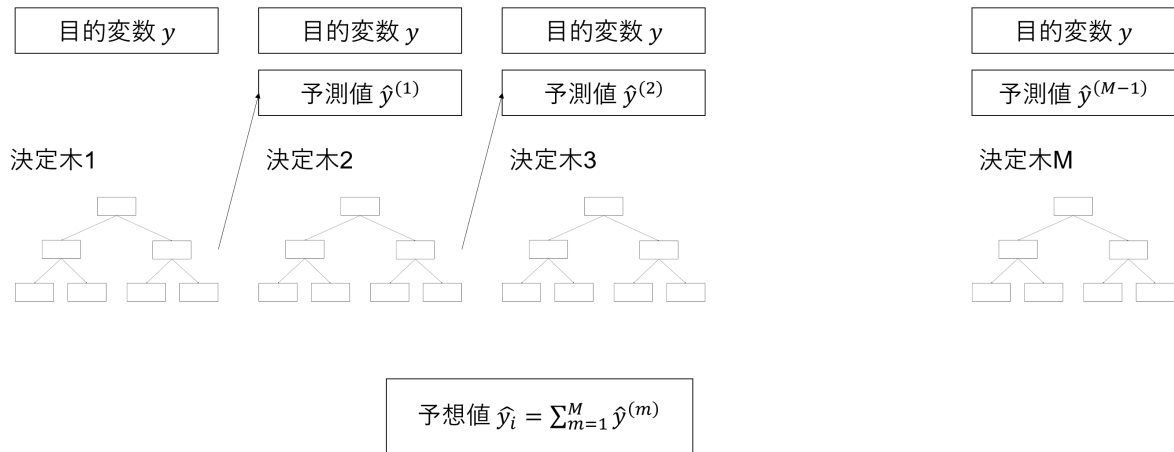 目的変数 y
目的変数 y
目的変数 y
目的変数 y
予測値 ŷ⁽¹⁾
予測値 ŷ⁽²⁾
予測値 ŷ⁽ᴹ⁻¹⁾
決定木1
決定木2
決定木3
決定木M
予想値 ŷᵢ = ∑ₘ₌₁ᴹ ŷ⁽ᵐ⁾